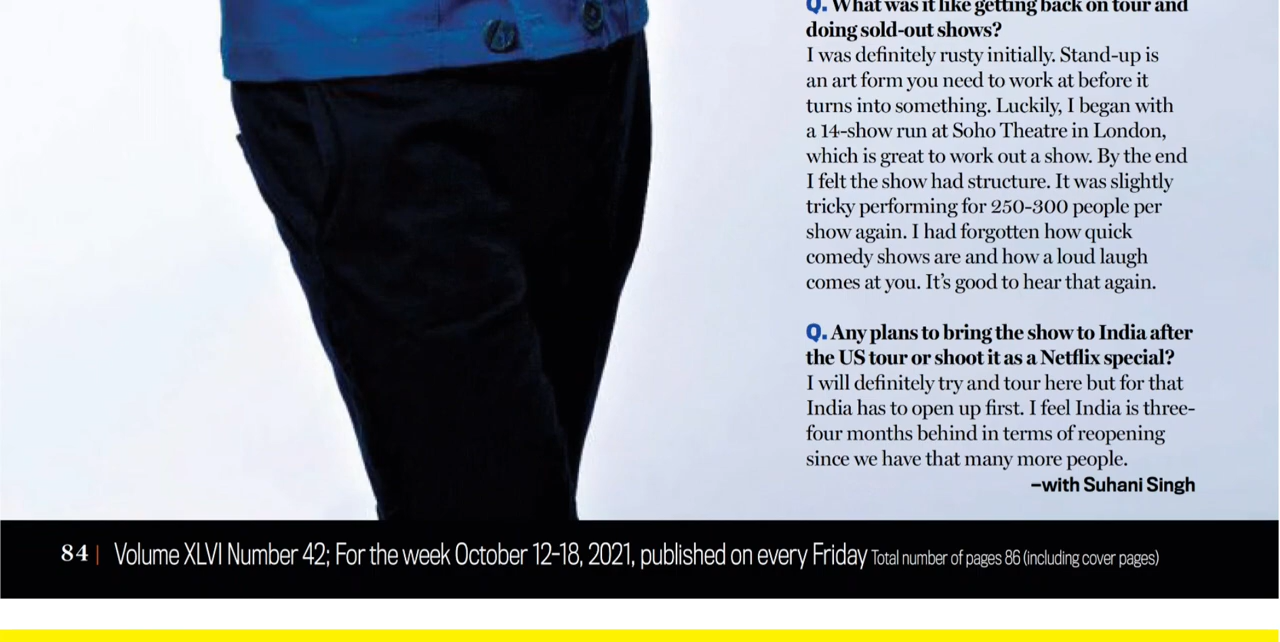 Q. What was it like getting back on tour and
doing sold-out shows?
I was definitely rusty initially. Stand-up is
an art form you need to work at before it
turns into something. Luckily, I began with
a 14-show run at Soho Theatre in London,
which is great to work out a show. By the end
I felt the show had structure. It was slightly
tricky performing for 250-300 people per
show again. I had forgotten how quick
comedy shows are and how a loud laugh
comes at you. It’s good to hear that again.
Q. Any plans to bring the show to India after
the US tour or shoot it as a Netflix special?
I will definitely try and tour here but for that
India has to open up first. I feel India is three-
four months behind in terms of reopening
since we have that many more people.
–with Suhani Singh
84 | Volume XLVI Number 42; For the week October 12-18, 2021, published on every Friday Total number of pages 86 (including cover pages)